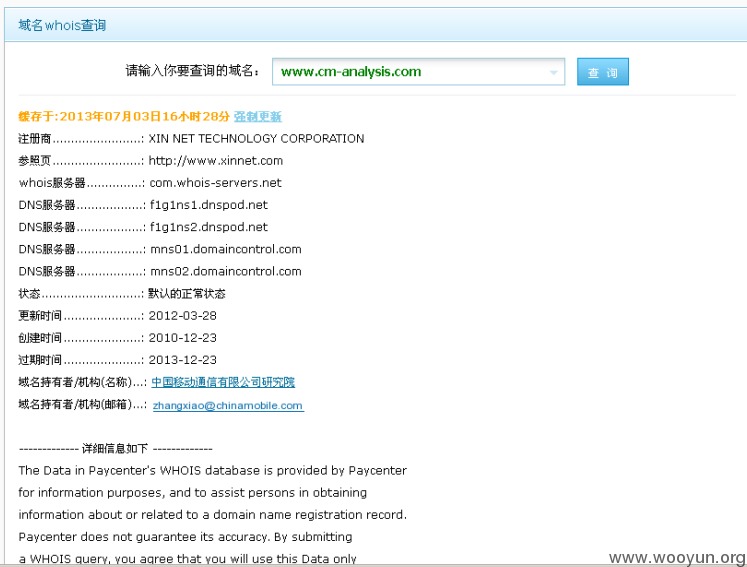 域名whois查询
请输入你要查询的域名： www.cm-analysis.com 查 询
缓存于:2013年07月03日16小时28分 强制更新
注册商.......................: XIN NET TECHNOLOGY CORPORATION
参照页.......................: http://www.xinnet.com
whois服务器..............: com.whois-servers.net
DNS服务器.................: f1g1ns1.dnspod.net
DNS服务器.................: f1g1ns2.dnspod.net
DNS服务器.................: mns01.domaincontrol.com
DNS服务器.................: mns02.domaincontrol.com
状态..........................: 默认的正常状态
更新时间....................: 2012-03-28
创建时间....................: 2010-12-23
过期时间....................: 2013-12-23
域名持有者/机构(名称)...: 中国移动通信有限公司研究院
域名持有者/机构(邮箱)...: zhangxiao@chinamobile.com
------------- 详细信息如下 -------------
The Data in Paycenter's WHOIS database is provided by Paycenter
for information purposes, and to assist persons in obtaining
information about or related to a domain name registration record.
Paycenter does not guarantee its accuracy. By submitting
a WHOIS query, you agree that you will use this Data only
www.wooyun.org